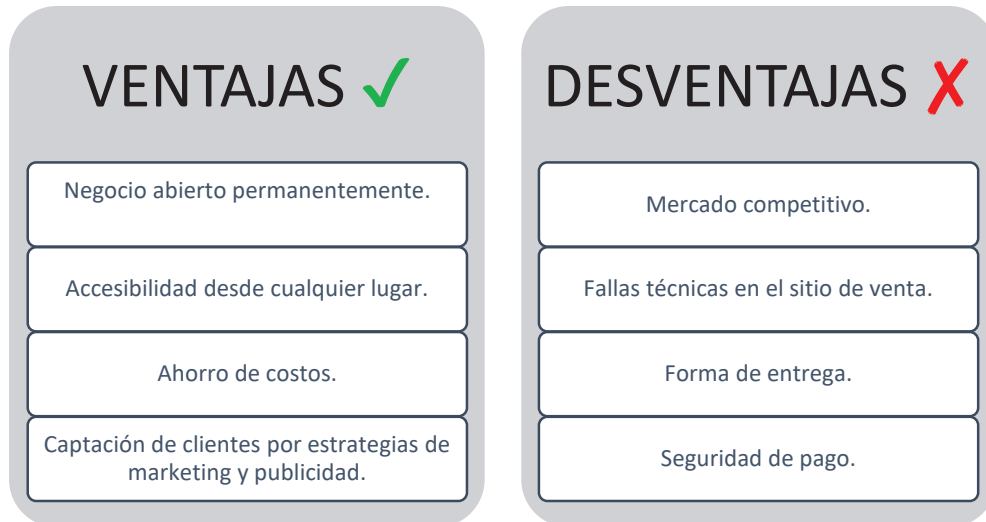 VENTAJAS ✓
Negocio abierto permanentemente.
Accesibilidad desde cualquier lugar.
Ahorro de costos.
Captación de clientes por estrategias de
marketing y publicidad.
DESVENTAJAS ✗
Mercado competitivo.
Fallas técnicas en el sitio de venta.
Forma de entrega.
Seguridad de pago.